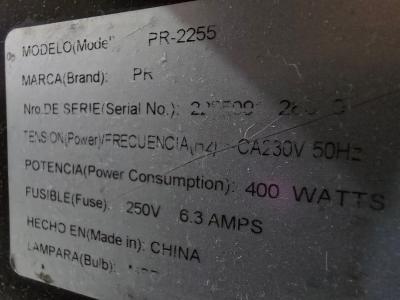 MODELO(Model) PR-2255
MARCA(Brand): PR
Nro.DE SERIE(Serial No.):
TENSION(Power)/FRECUENCIA(Hz) CA230V 50Hz
POTENCIA(Power Consumption): 400 WATTS
FUSIBLE(Fuse): 250V 6.3 AMPS
HECHO EN(Made in): CHINA
LAMPARA(Bulb):